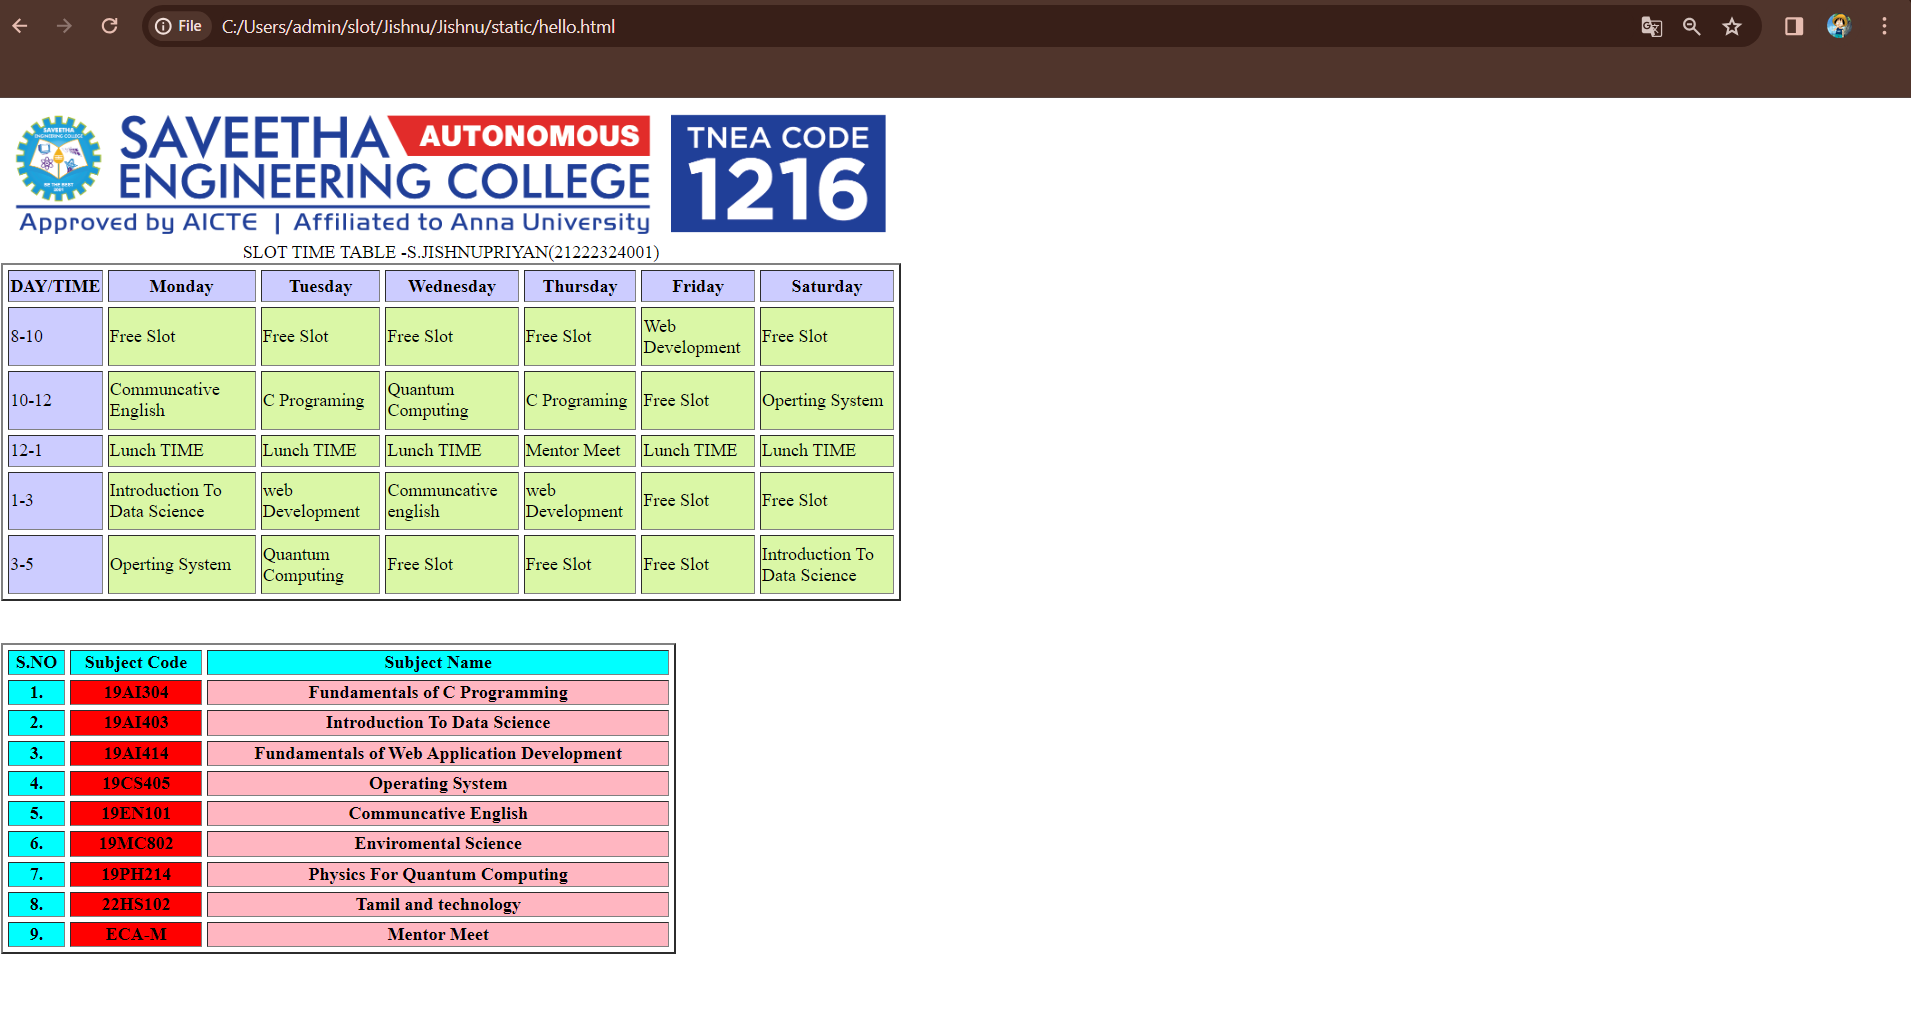 File C:/Users/admin/slot/Jishnu/Jishnu/static/hello.html
SAVEETHA AUTONOMOUS
ENGINEERING COLLEGE
Approved by AICTE | Affiliated to Anna University
TNEA CODE
1216
SLOT TIME TABLE -S.JISHNUPRIYAN(21222324001)
DAY/TIME Monday Tuesday Wednesday Thursday Friday Saturday
8-10 Free Slot Free Slot Free Slot Free Slot Web Development Free Slot
10-12 Communcative English C Programing Quantum Computing C Programing Free Slot Operting System
12-1 Lunch TIME Lunch TIME Lunch TIME Mentor Meet Lunch TIME Lunch TIME
1-3 Introduction To Data Science web Development Communcative english web Development Free Slot Free Slot
3-5 Operting System Quantum Computing Free Slot Free Slot Free Slot Introduction To Data Science
S.NO Subject Code Subject Name
1. 19AI304 Fundamentals of C Programming
2. 19AI403 Introduction To Data Science
3. 19AI414 Fundamentals of Web Application Development
4. 19CS405 Operating System
5. 19EN101 Communcative English
6. 19MC802 Enviromental Science
7. 19PH214 Physics For Quantum Computing
8. 22HS102 Tamil and technology
9. ECA-M Mentor Meet